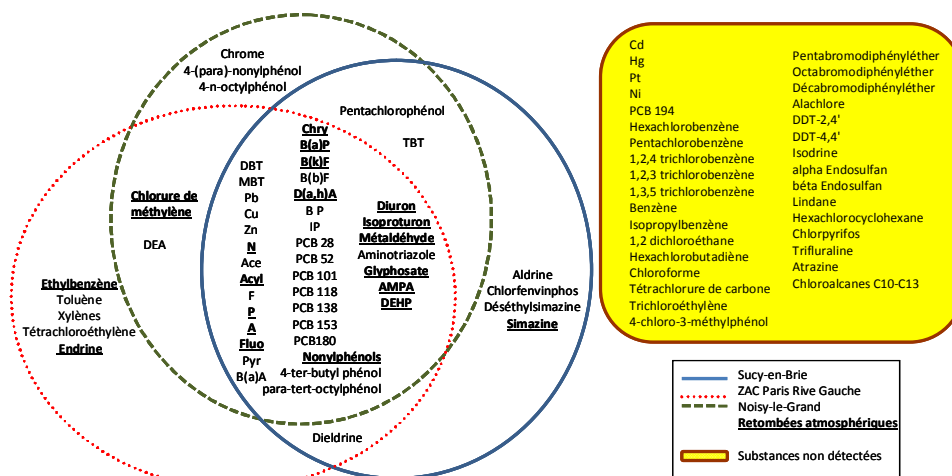 Chrome
4-(para)-nonylphénol
4-n-octylphénol
Pentachlorophénol
TBT
Chlorure de
méthylène
DEA
Ethylbenzène
Toluène
Xylènes
Tétrachloroéthylène
Endrine
DBT
MBT
Pb
Cu
Zn
N
Ace
Acyl
F
P
A
Fluo
Pyr
B(a)A
Chry
B(a)P
B(k)F
B(b)F
D(a,h)A
B P
IP
PCB 28
PCB 52
PCB 101
PCB 118
PCB 138
PCB 153
PCB180
Nonylphénols
4-ter-butyl phénol
para-tert-octylphénol
Diuron
Isoproturon
Métaldéhyde
Aminotriazole
Glyphosate
AMPA
DEHP
Aldrine
Chlorfenvinphos
Déséthylsimazine
Simazine
Dieldrine
Cd
Hg
Pt
Ni
PCB 194
Hexachlorobenzène
Pentachlorobenzène
1,2,4 trichlorobenzène
1,2,3 trichlorobenzène
1,3,5 trichlorobenzène
Benzène
Isopropylbenzène
1,2 dichloroéthane
Hexachlorobutadiène
Chloroforme
Tétrachlorure de carbone
Trichloroéthylène
4-chloro-3-méthylphénol
Pentabromodiphényléther
Octabromodiphényléther
Décabromodiphényléther
Alachlore
DDT-2,4'
DDT-4,4'
Isodrine
alpha Endosulfan
béta Endosulfan
Lindane
Hexachlorocyclohexane
Chlorpyrifos
Trifluraline
Atrazine
Chloroalcanes C10-C13
Sucy-en-Brie
ZAC Paris Rive Gauche
Noisy-le-Grand
Retombées atmosphériques
Substances non détectées